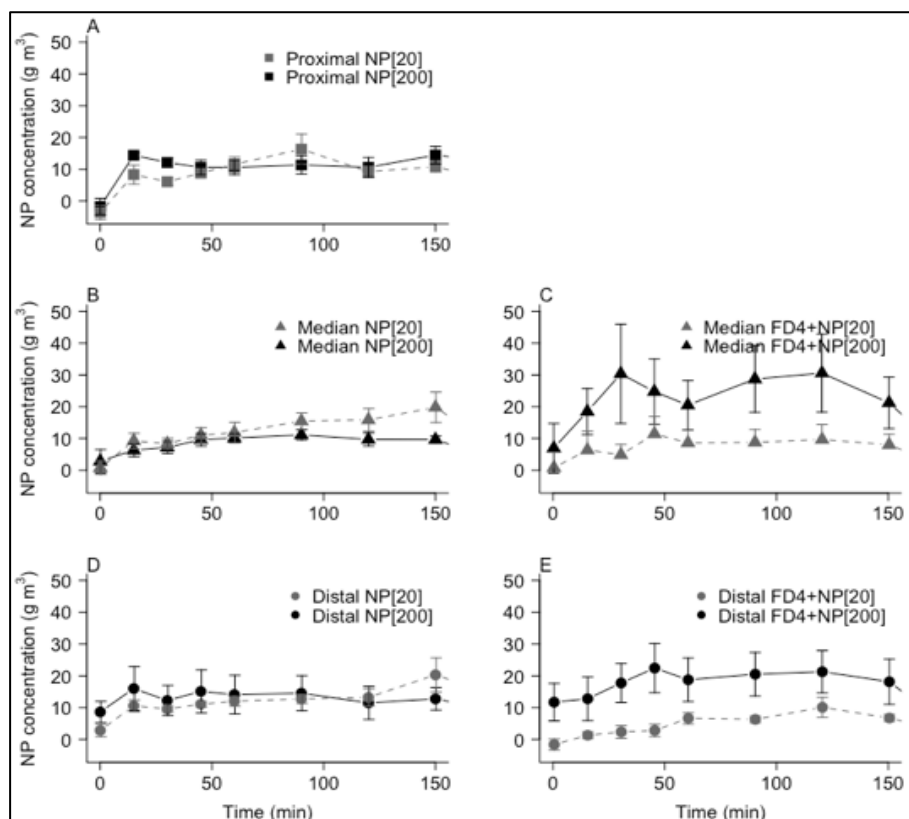 A
NP concentration (g m³)
50
40
30
20
10
0
Proximal NP[20]
Proximal NP[200]
0 50 100 150
B
NP concentration (g m³)
50
40
30
20
10
0
Median NP[20]
Median NP[200]
0 50 100 150
C
50
40
30
20
10
0
Median FD4+NP[20]
Median FD4+NP[200]
0 50 100 150
D
NP concentration (g m³)
50
40
30
20
10
0
Distal NP[20]
Distal NP[200]
0 50 100 150
Time (min)
E
50
40
30
20
10
0
Distal FD4+NP[20]
Distal FD4+NP[200]
0 50 100 150
Time (min)